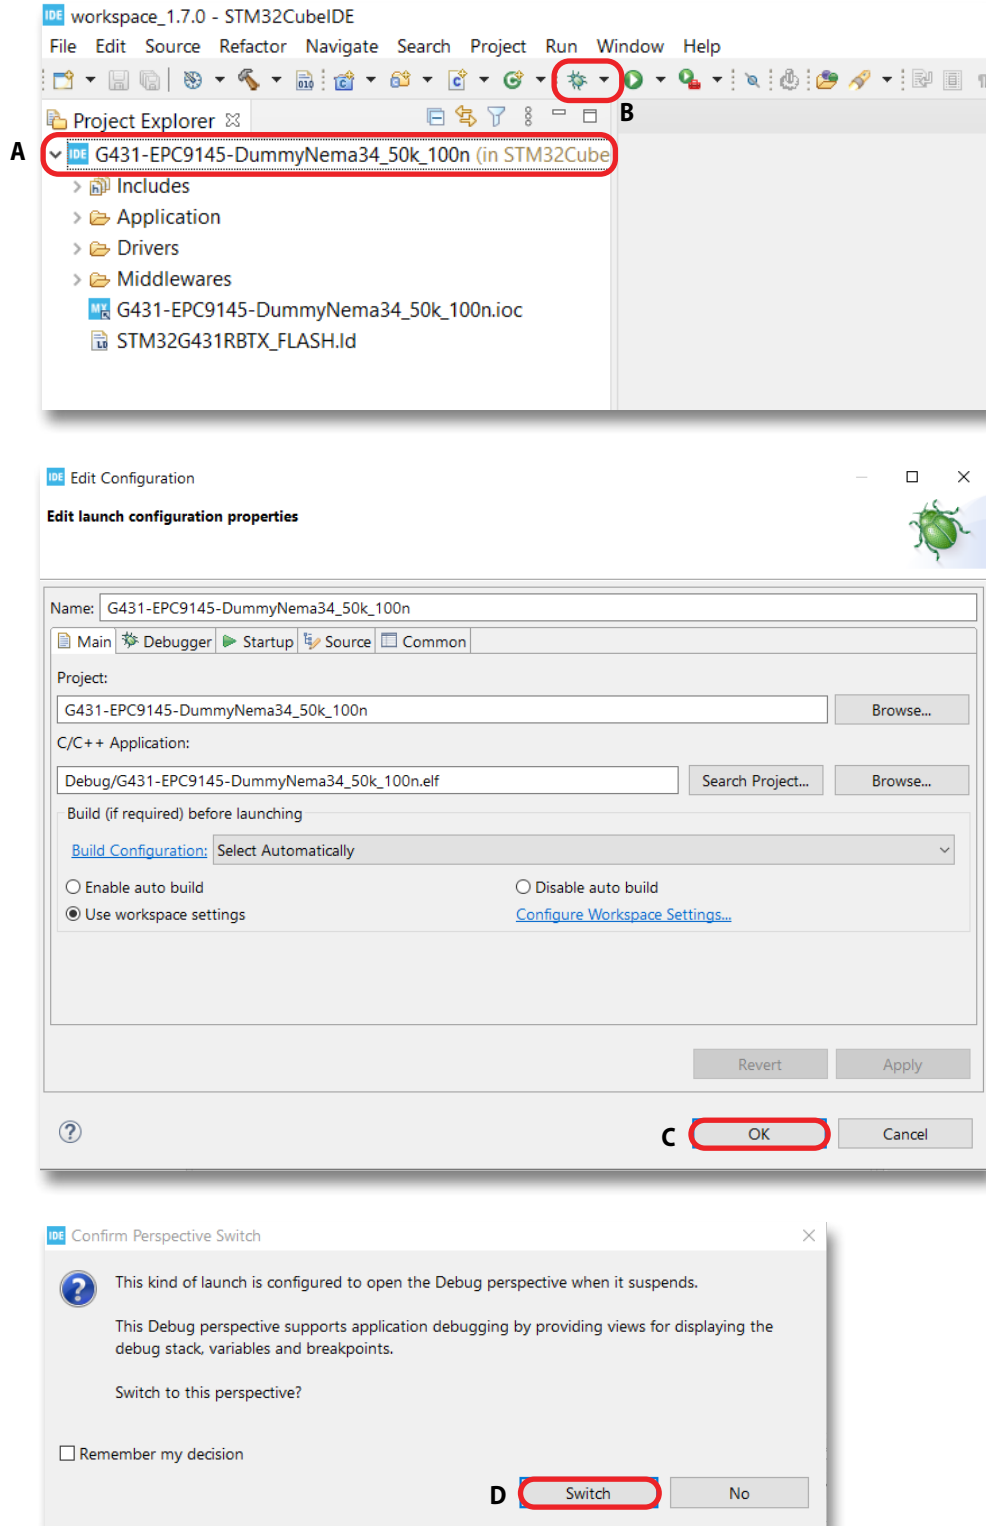 IDE workspace_1.7.0 - STM32CubeIDE
File Edit Source Refactor Navigate Search Project Run Window Help
B
Project Explorer
A
IDE G431-EPC9145-DummyNema34_50k_100n (in STM32Cube
Includes
Application
Drivers
Middlewares
MX G431-EPC9145-DummyNema34_50k_100n.ioc
STM32G431RBTX_FLASH.ld
IDE Edit Configuration
Edit launch configuration properties
Name: G431-EPC9145-DummyNema34_50k_100n
Main Debugger Startup Source Common
Project:
G431-EPC9145-DummyNema34_50k_100n Browse...
C/C++ Application:
Debug/G431-EPC9145-DummyNema34_50k_100n.elf Search Project... Browse...
Build (if required) before launching
Build Configuration: Select Automatically
Enable auto build Disable auto build
Use workspace settings Configure Workspace Settings...
Revert Apply
? C OK Cancel
IDE Confirm Perspective Switch
This kind of launch is configured to open the Debug perspective when it suspends.
This Debug perspective supports application debugging by providing views for displaying the
debug stack, variables and breakpoints.
Switch to this perspective?
Remember my decision
D Switch No